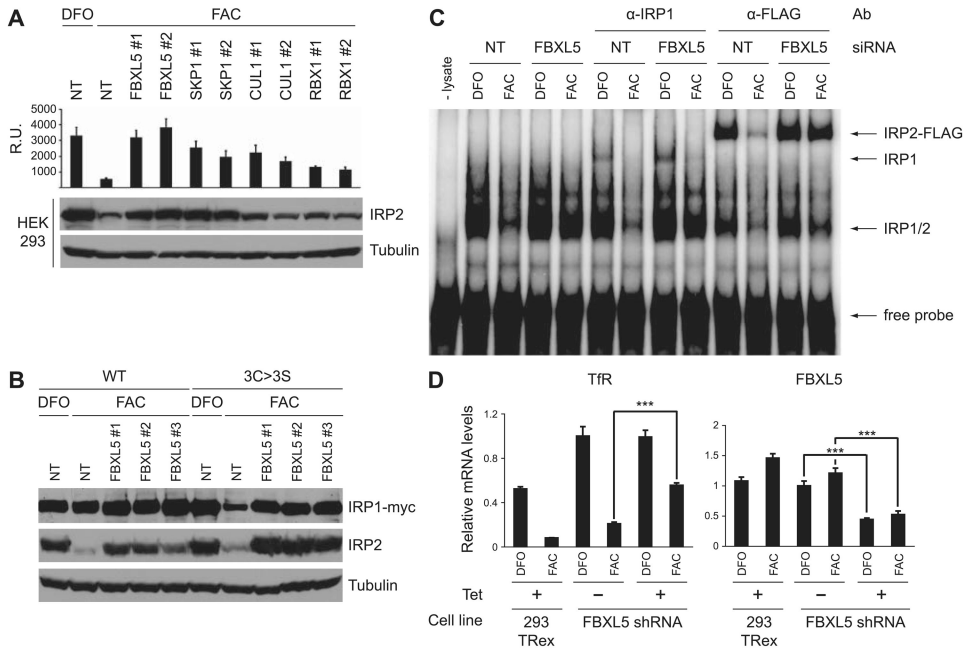 A
DFO FAC
NT NT FBXL5 #1 FBXL5 #2 SKP1 #1 SKP1 #2 CUL1 #1 CUL1 #2 RBX1 #1 RBX1 #2
R.U.
5000
4000
3000
2000
1000
HEK 293
IRP2
Tubulin
B
WT 3C>3S
DFO FAC DFO FAC
NT NT FBXL5 #1 FBXL5 #2 FBXL5 #3 NT NT FBXL5 #1 FBXL5 #2 FBXL5 #3
IRP1-myc
IRP2
Tubulin
C
α-IRP1 α-FLAG Ab
NT FBXL5 NT FBXL5 NT FBXL5 siRNA
- lysate DFO FAC DFO FAC DFO FAC DFO FAC DFO FAC DFO FAC
IRP2-FLAG
IRP1
IRP1/2
free probe
D
TfR
Relative mRNA levels
1.2
0.8
0.4
0
***
DFO FAC DFO FAC DFO FAC
Tet + – +
Cell line 293 TRex FBXL5 shRNA
FBXL5
2
1.5
1
0.5
0
***
***
DFO FAC DFO FAC DFO FAC
+ – +
293 TRex FBXL5 shRNA